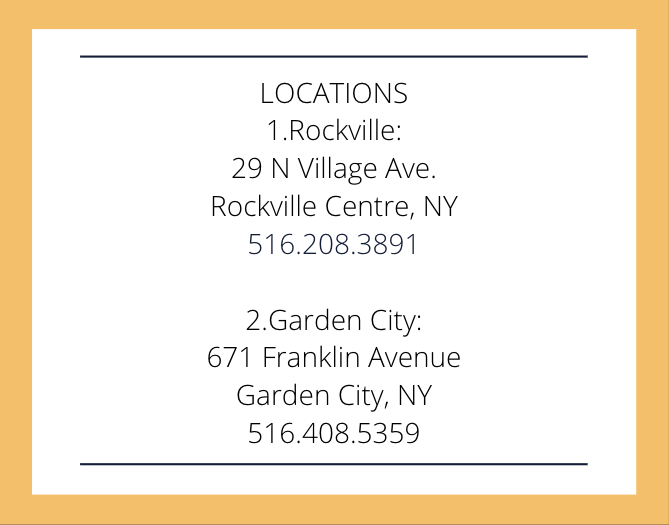 LOCATIONS
1.Rockville:
29 N Village Ave.
Rockville Centre, NY
516.208.3891
2.Garden City:
671 Franklin Avenue
Garden City, NY
516.408.5359